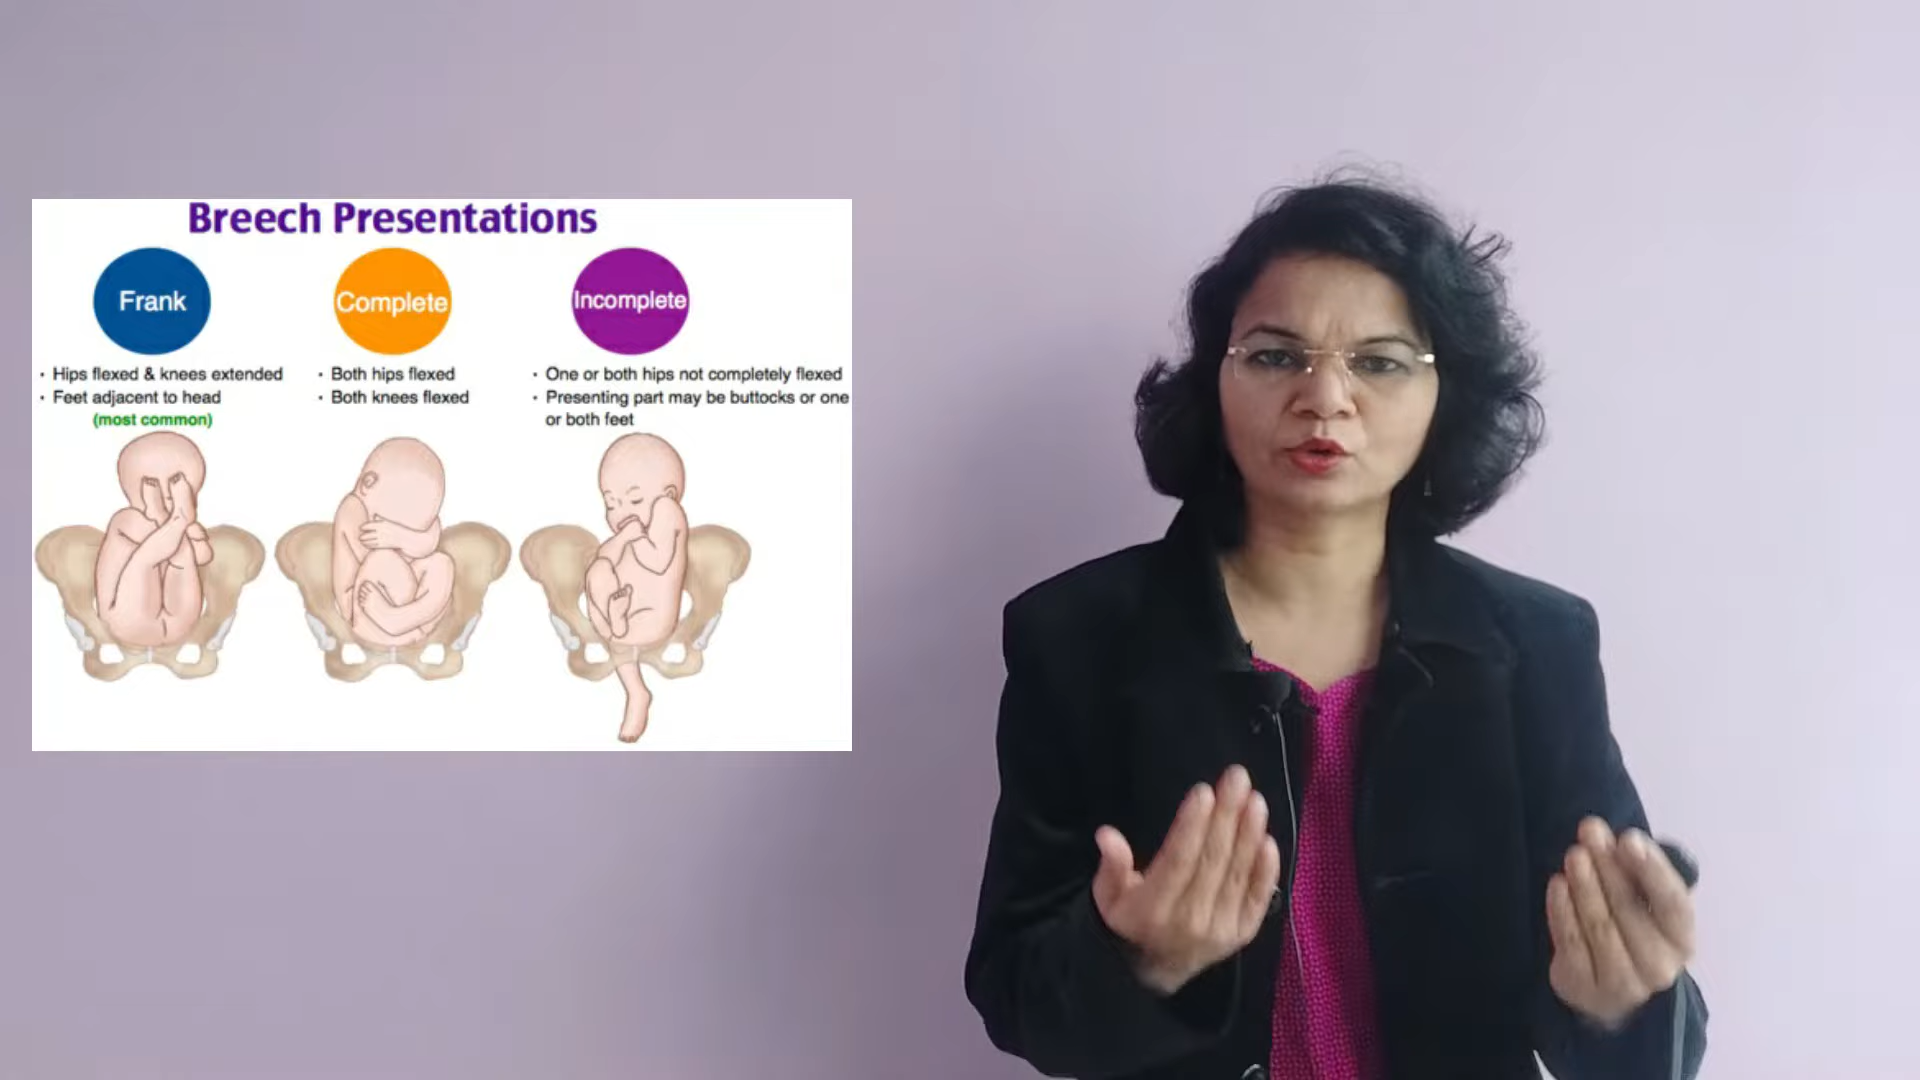 Breech Presentations
Frank
Complete
Incomplete
· Hips flexed & knees extended
· Feet adjacent to head
(most common)
· Both hips flexed
· Both knees flexed
· One or both hips not completely flexed
· Presenting part may be buttocks or one
or both feet